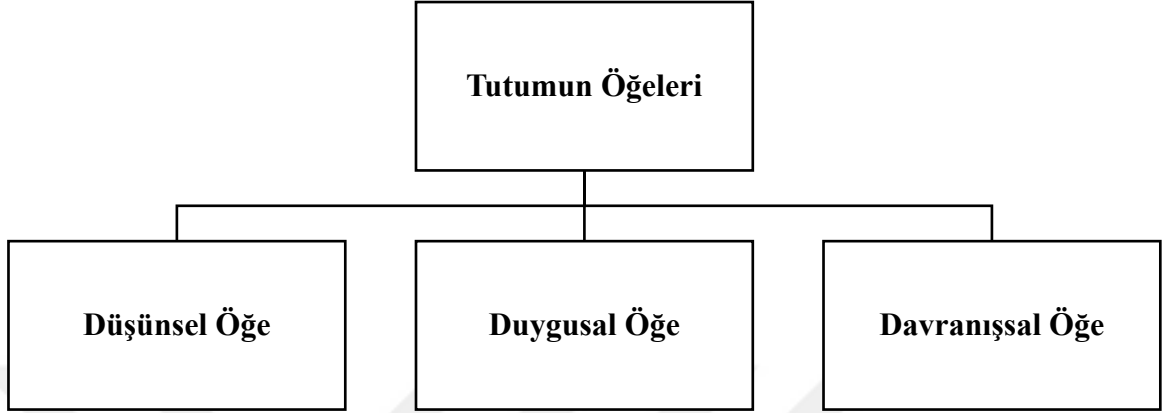 Tutumun Öğeleri
Düşünsel Öğe
Duygusal Öğe
Davranışsal Öğe